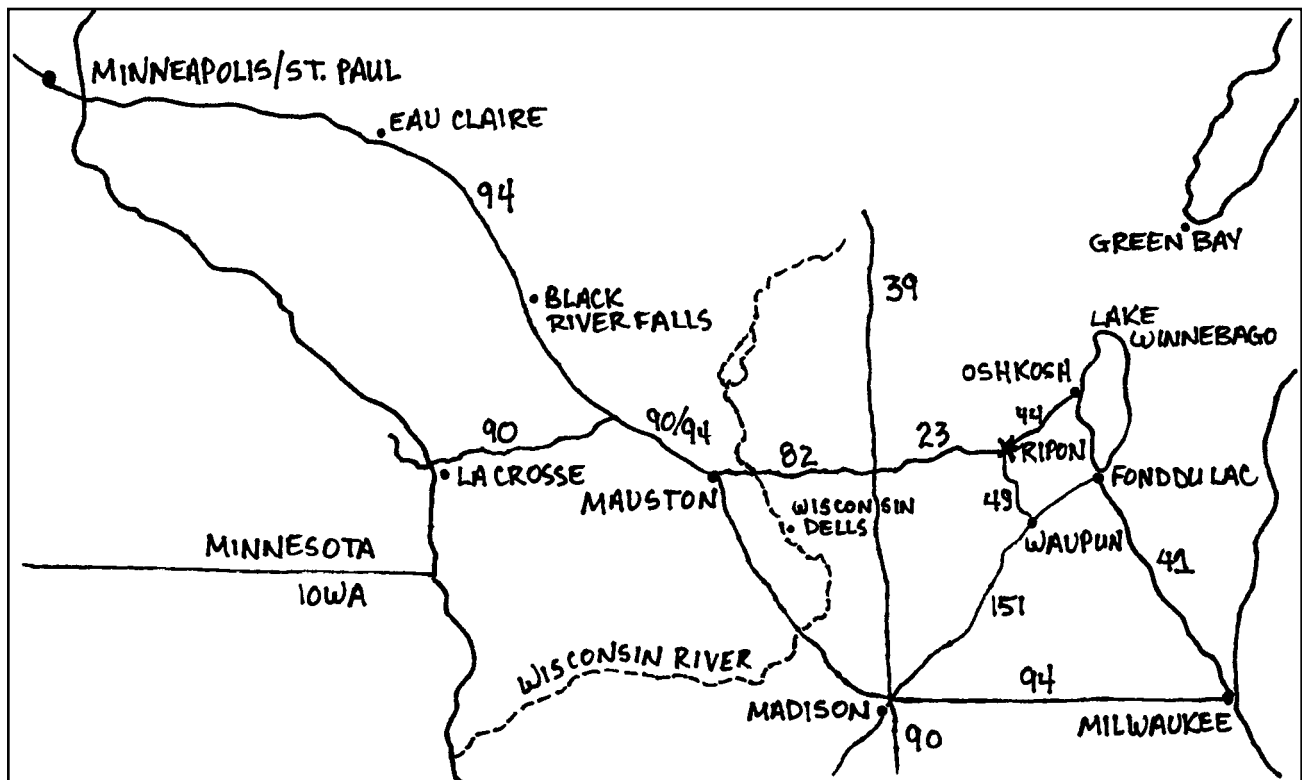 MINNEAPOLIS/ST. PAUL
EAU CLAIRE
94
GREEN BAY
39
BLACK
RIVER FALLS
LAKE
WINNEBAGO
OSHKOSH
44
90/94
90
82
23
RIPON
LA CROSSE
MAUSTON
FOND DU LAC
49
WISCONSIN
DELLS
WAUPUN
MINNESOTA
IOWA
41
151
WISCONSIN RIVER
94
MADISON
90
MILWAUKEE